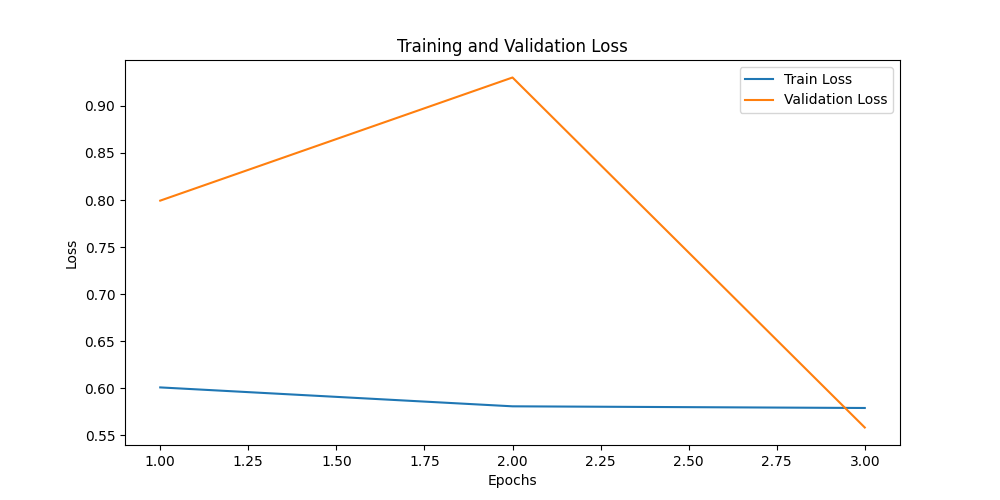 Training and Validation Loss
Train Loss
Validation Loss
0.90
0.85
0.80
0.75
0.70
0.65
0.60
0.55
Loss
1.00 1.25 1.50 1.75 2.00 2.25 2.50 2.75 3.00
Epochs